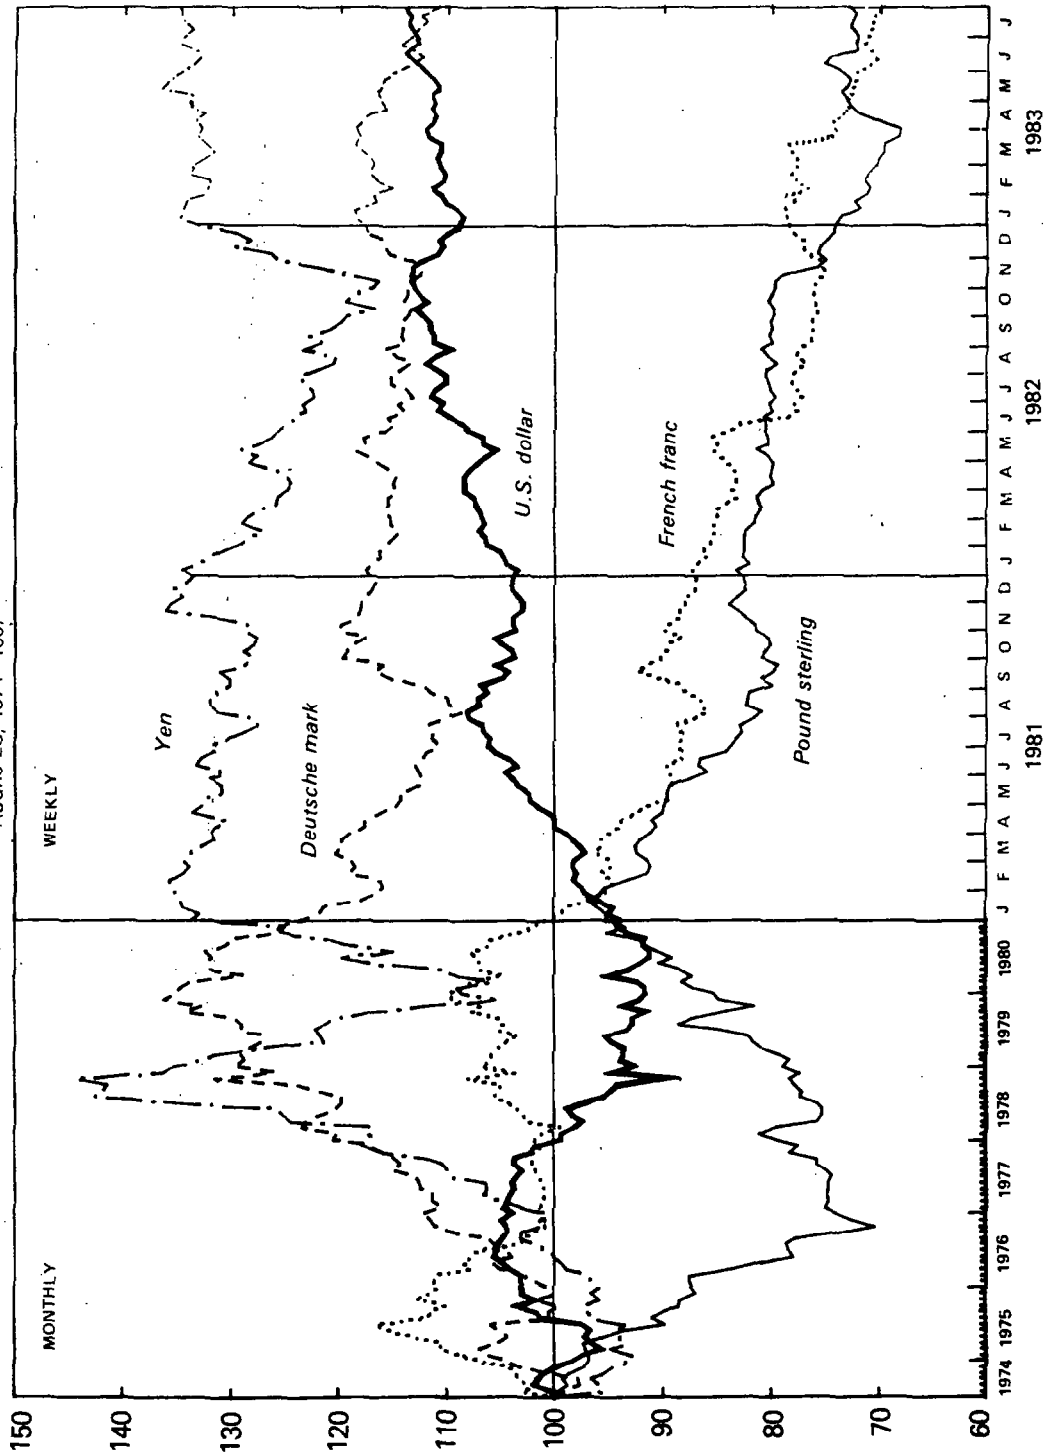 MONTHLY
WEEKLY
Yen
Deutsche mark
U.S. dollar
French franc
Pound sterling
150
140
130
120
110
100
90
80
70
60
1974 1975 1976 1977 1978 1979 1980
J F M A M J J A S O N D J F M A M J J A S O N D J F M A M J J
1981 1982 1983